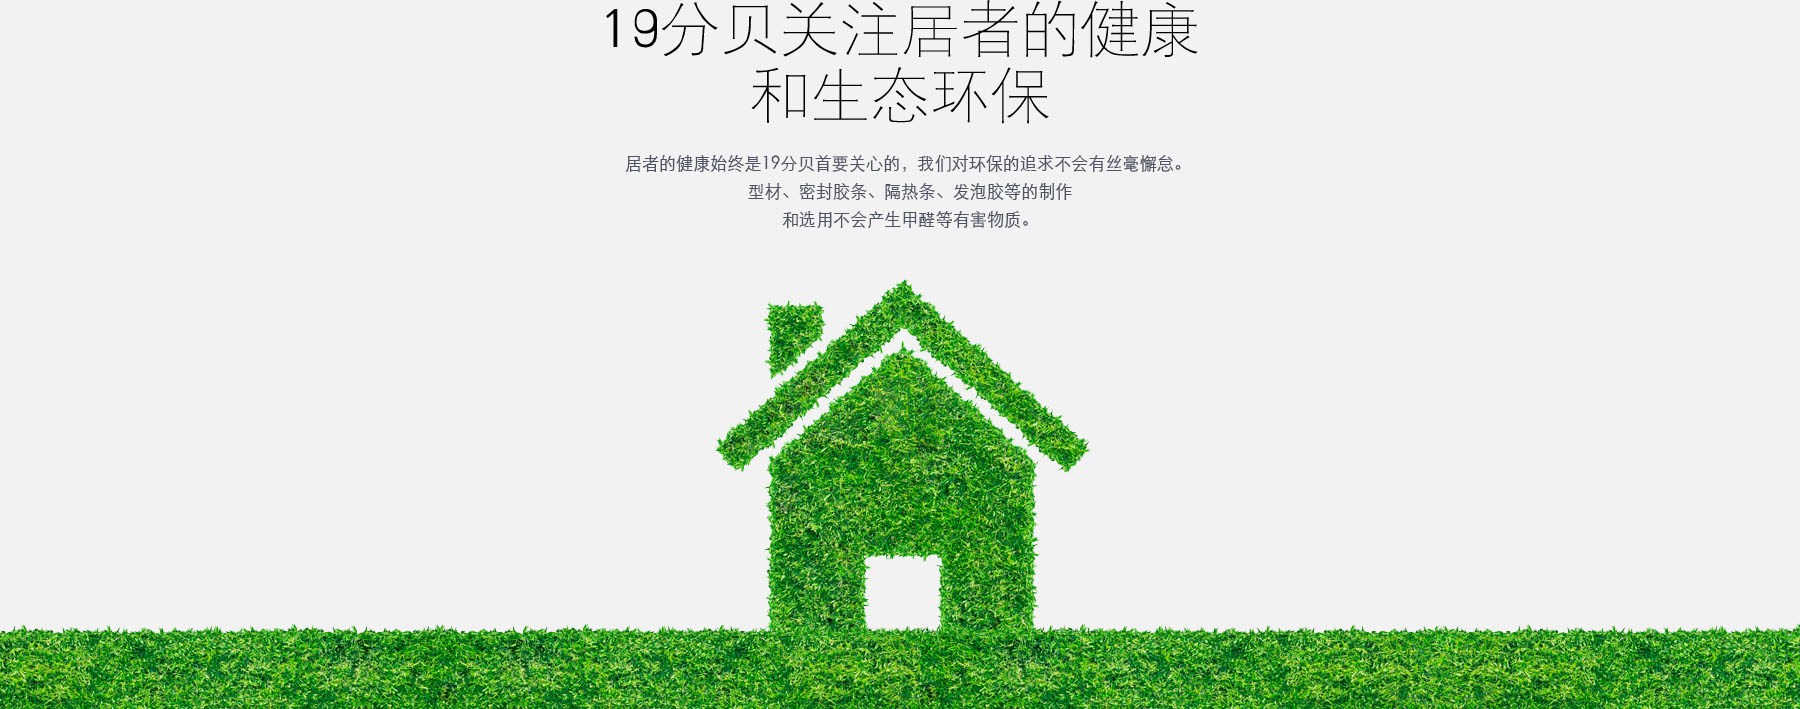 19分贝关注居者的健康
和生态环保
居者的健康始终是19分贝首要关心的，我们对环保的追求不会有丝毫懈怠。
型材、密封胶条、隔热条、发泡胶等的制作
和选用不会产生甲醛等有害物质。